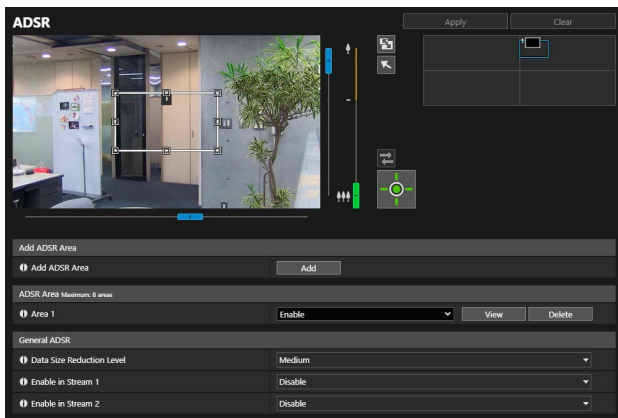 ADSR
Apply
Clear
Add ADSR Area
Add ADSR Area
Add
ADSR Area Maximum: 8 areas
Area 1
Enable
View
Delete
General ADSR
Data Size Reduction Level
Medium
Enable in Stream 1
Disable
Enable in Stream 2
Disable